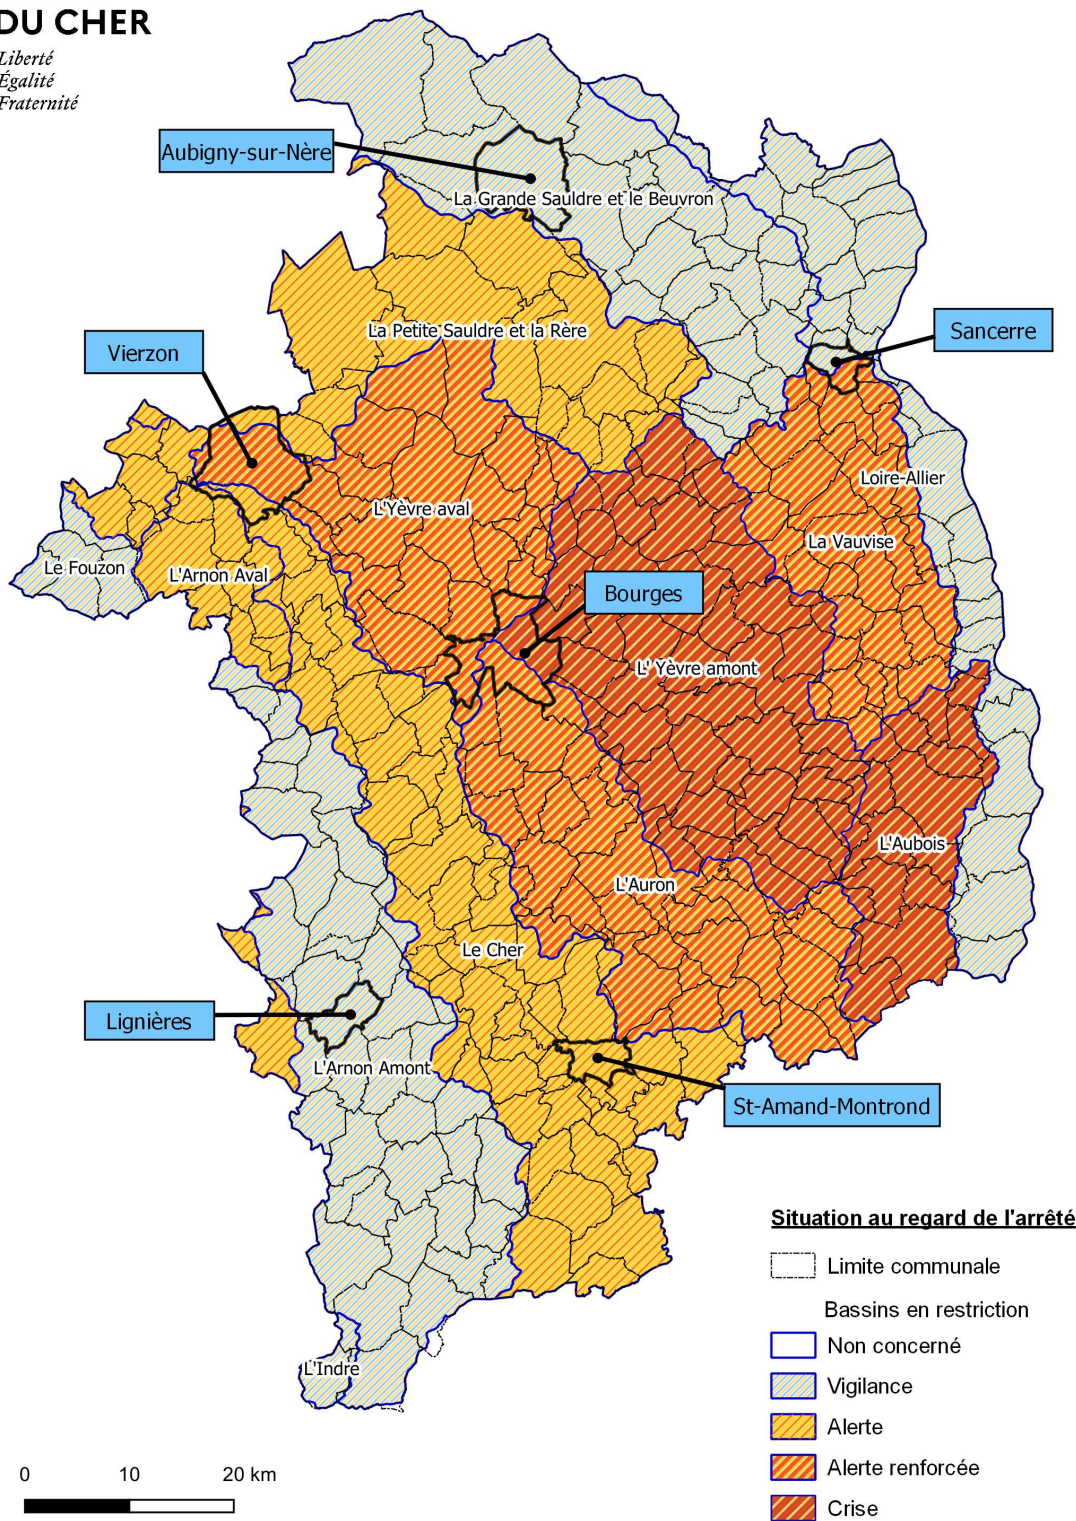 DU CHER
Liberté
Égalité
Fraternité
Aubigny-sur-Nère
La Grande Sauldre et le Beuvron
Sancerre
La Petite Sauldre et la Rère
Vierzon
Loire-Allier
L'Yèvre aval
La Vauvise
Le Fouzon
L'Arnon Aval
Bourges
L' Yèvre amont
L'Aubois
L'Auron
Le Cher
Lignières
L'Arnon Amont
St-Amand-Montrond
L'Indre
Situation au regard de l'arrêté
Limite communale
Bassins en restriction
Non concerné
Vigilance
Alerte
Alerte renforcée
Crise
0 10 20 km